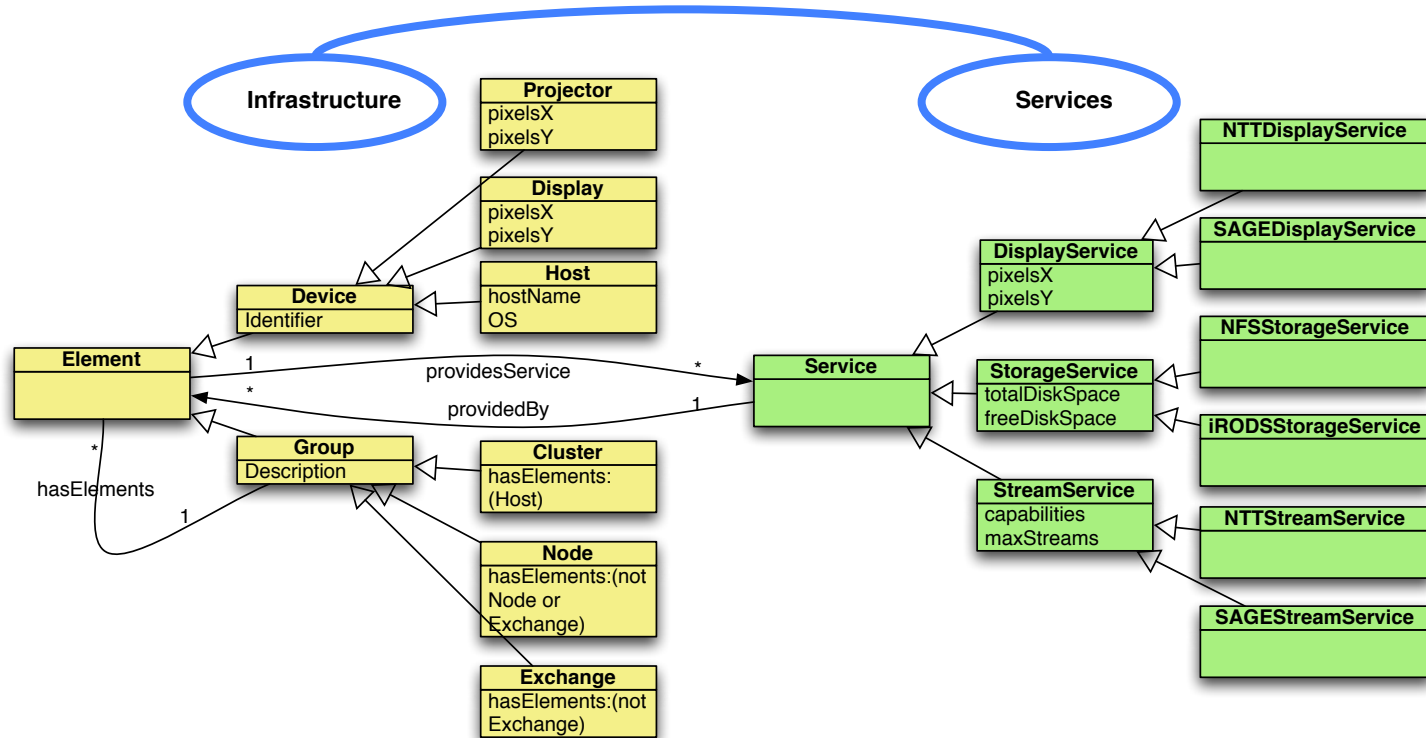 Infrastructure
Services
Projector
pixelsX
pixelsY
Display
pixelsX
pixelsY
Host
hostName
OS
Device
Identifier
Element
1
providesService
*
*
providedBy
1
Group
Description
*
hasElements
1
Cluster
hasElements:
(Host)
Node
hasElements:(not
Node or
Exchange)
Exchange
hasElements:(not
Exchange)
Service
DisplayService
pixelsX
pixelsY
StorageService
totalDiskSpace
freeDiskSpace
StreamService
capabilities
maxStreams
NTTDisplayService
SAGEDisplayService
NFSStorageService
iRODSStorageService
NTTStreamService
SAGEStreamService